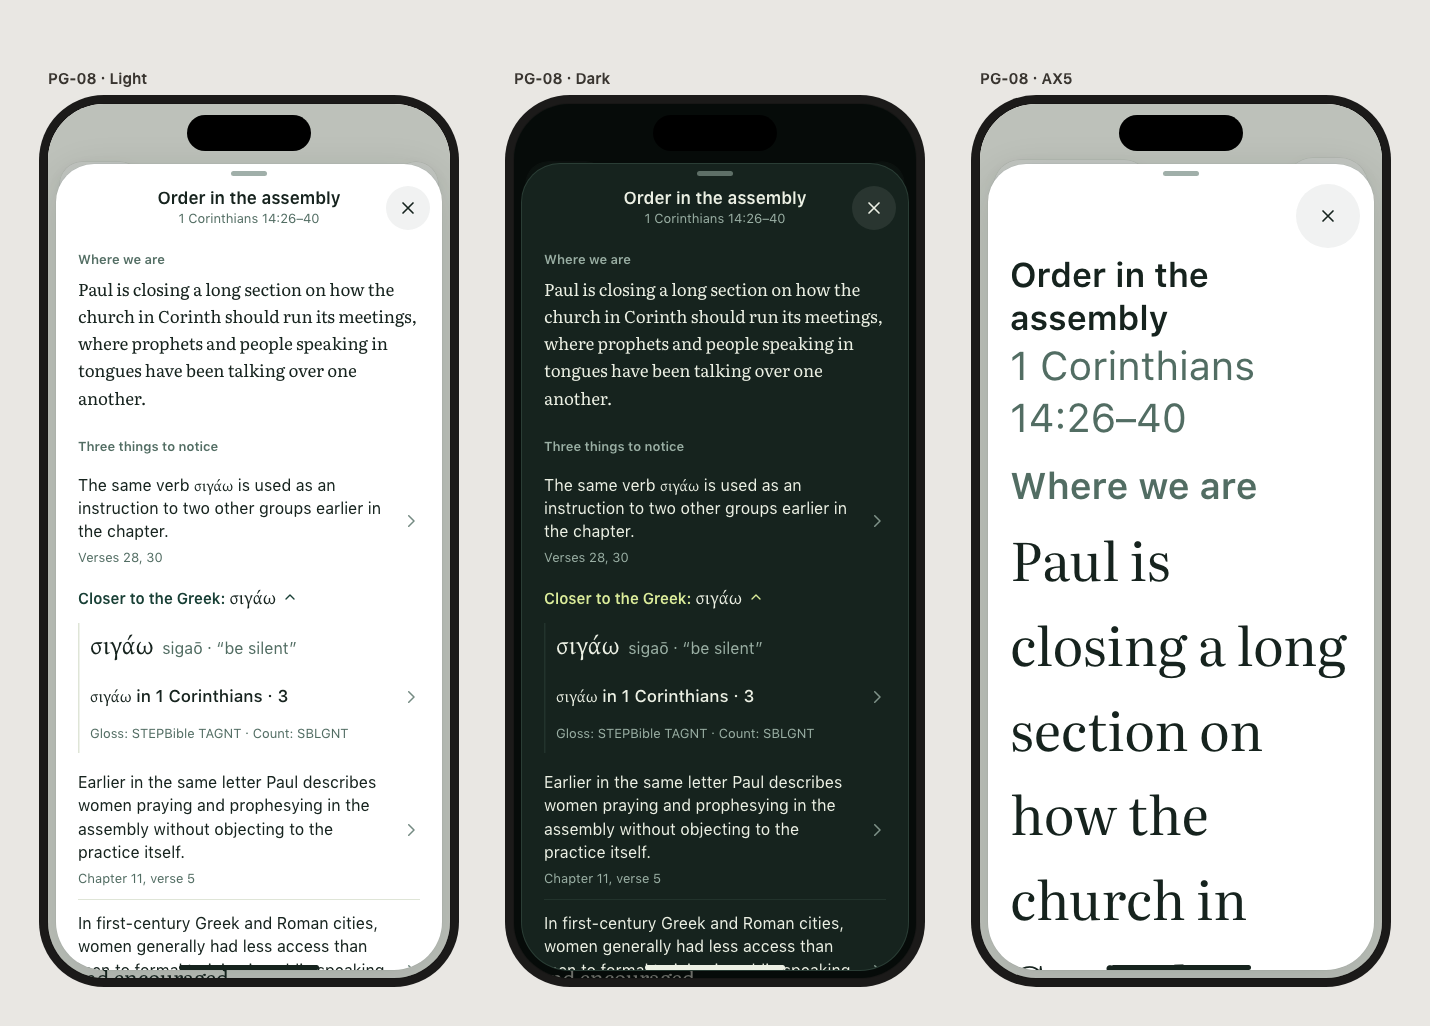 PG-08 · Light
Order in the assembly
1 Corinthians 14:26–40
Where we are
Paul is closing a long section on how the
church in Corinth should run its meetings,
where prophets and people speaking in
tongues have been talking over one
another.
Three things to notice
The same verb σιγάω is used as an
instruction to two other groups earlier in
the chapter.
Verses 28, 30
Closer to the Greek: σιγάω
σιγάω sigaō · “be silent”
σιγάω in 1 Corinthians · 3
Gloss: STEPBible TAGNT · Count: SBLGNT
Earlier in the same letter Paul describes
women praying and prophesying in the
assembly without objecting to the
practice itself.
Chapter 11, verse 5
In first-century Greek and Roman cities,
women generally had less access than
to formal speaking
encouraged
PG-08 · Dark
Order in the assembly
1 Corinthians 14:26–40
Where we are
Paul is closing a long section on how the
church in Corinth should run its meetings,
where prophets and people speaking in
tongues have been talking over one
another.
Three things to notice
The same verb σιγάω is used as an
instruction to two other groups earlier in
the chapter.
Verses 28, 30
Closer to the Greek: σιγάω
σιγάω sigaō · “be silent”
σιγάω in 1 Corinthians · 3
Gloss: STEPBible TAGNT · Count: SBLGNT
Earlier in the same letter Paul describes
women praying and prophesying in the
assembly without objecting to the
practice itself.
Chapter 11, verse 5
In first-century Greek and Roman cities,
women generally had less access than
to formal speaking
encouraged
PG-08 · AX5
Order in the
assembly
1 Corinthians
14:26–40
Where we are
Paul is
closing a long
section on
how the
church in